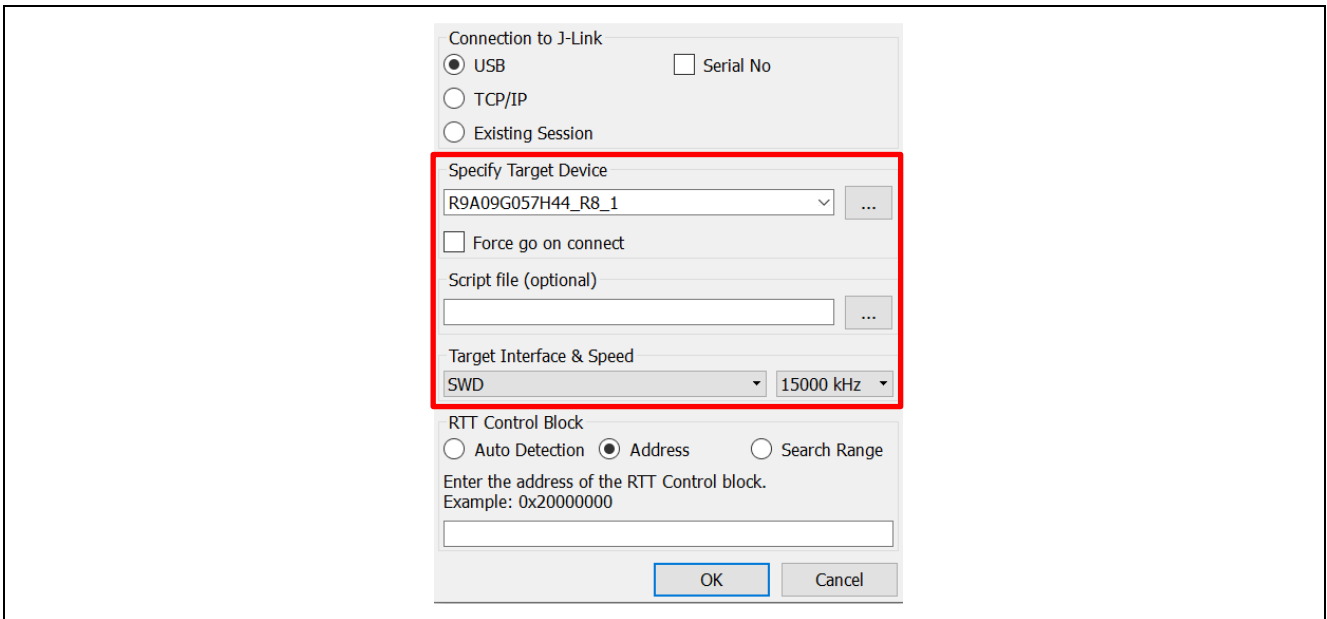 Connection to J-Link
USB Serial No
TCP/IP
Existing Session
Specify Target Device
R9A09G057H44_R8_1 ...
Force go on connect
Script file (optional)
...
Target Interface & Speed
SWD 15000 kHz
RTT Control Block
Auto Detection Address Search Range
Enter the address of the RTT Control block.
Example: 0x20000000
OK Cancel